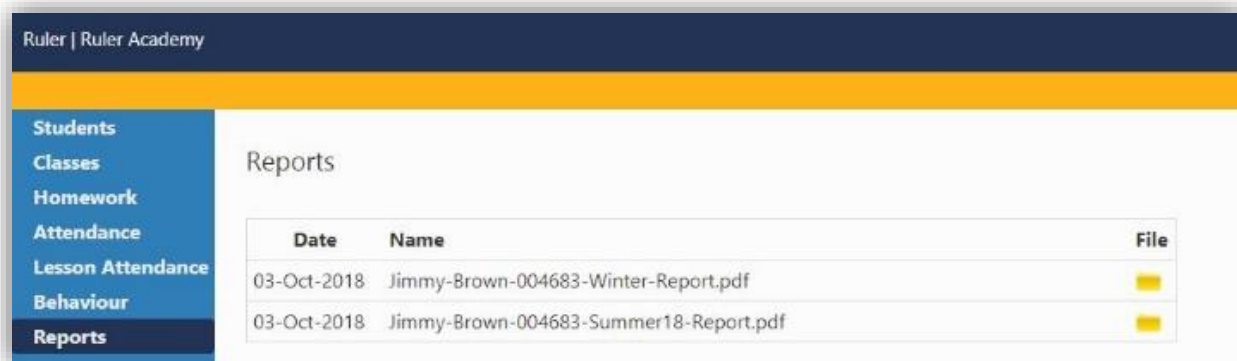 Ruler | Ruler Academy
Students
Classes
Homework
Attendance
Lesson Attendance
Behaviour
Reports
Reports
Date Name File
03-Oct-2018 Jimmy-Brown-004683-Winter-Report.pdf
03-Oct-2018 Jimmy-Brown-004683-Summer18-Report.pdf